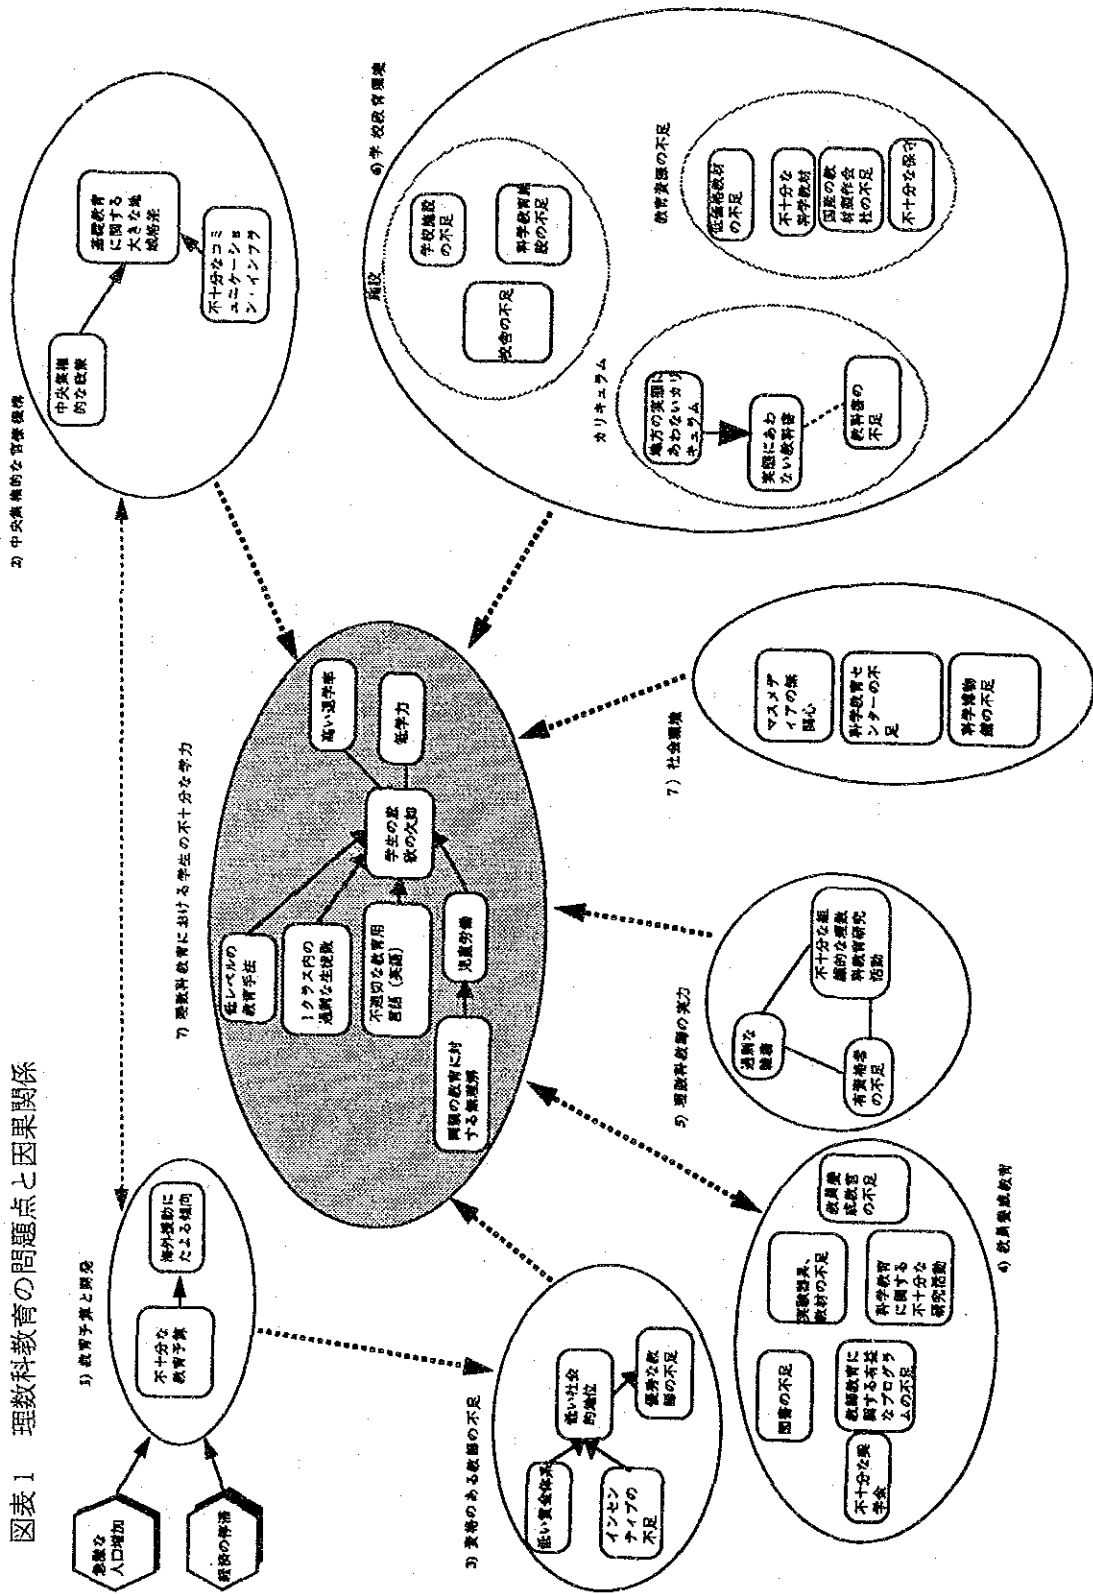 図表1 理数科教育の問題点と因果関係
急激な
人口増加
経済の停滞
1) 教育予算と開発
不十分な
教育予算
海外援助に
たよる傾向
2) 中央集権的な官僚機構
中央集権
的な政策
基礎教育
に関する
大きな地
域格差
不十分なコミ
ュニケーショ
ン・インフラ
3) 資格のある教師の不足
低い賃金体系
インセン
ティブの
不足
低い社会
的地位
優秀な教
師の不足
7) 理数科教育における学生の不十分な学力
低レベルの
教育手法
1クラス内の
過剰な生徒数
不適切な教育用
言語（英語）
両親の教育に対
する無理解
児童労働
学生の意
欲の欠如
高い退学率
低学力
4) 教員養成教育
図書の不足
実験器具、
教材の不足
教員養
成教官
の不足
不十分な奨
学金
教師教育に
関する有益
なプログラ
ムの不足
科学教育
に関する
不十分な
研究活動
5) 理数科教師の実力
過剰な
雑務
有資格者
の不足
不十分な組
織的な理数
科教育研究
活動
7) 社会環境
マスメデ
ィアの無
関心
科学教育セ
ンターの不
足
科学博物
館の不足
6) 学校教育環境
施設
校舎の不足
学校施設
の不足
科学教育施
設の不足
カリキュラム
地方の実態に
あわないカリ
キュラム
実態にあわ
ない教科書
教科書の
不足
教育資源の不足
低価格教材
の不足
不十分な
科学教材
国産の教
材製作会
社の不足
不十分な保守